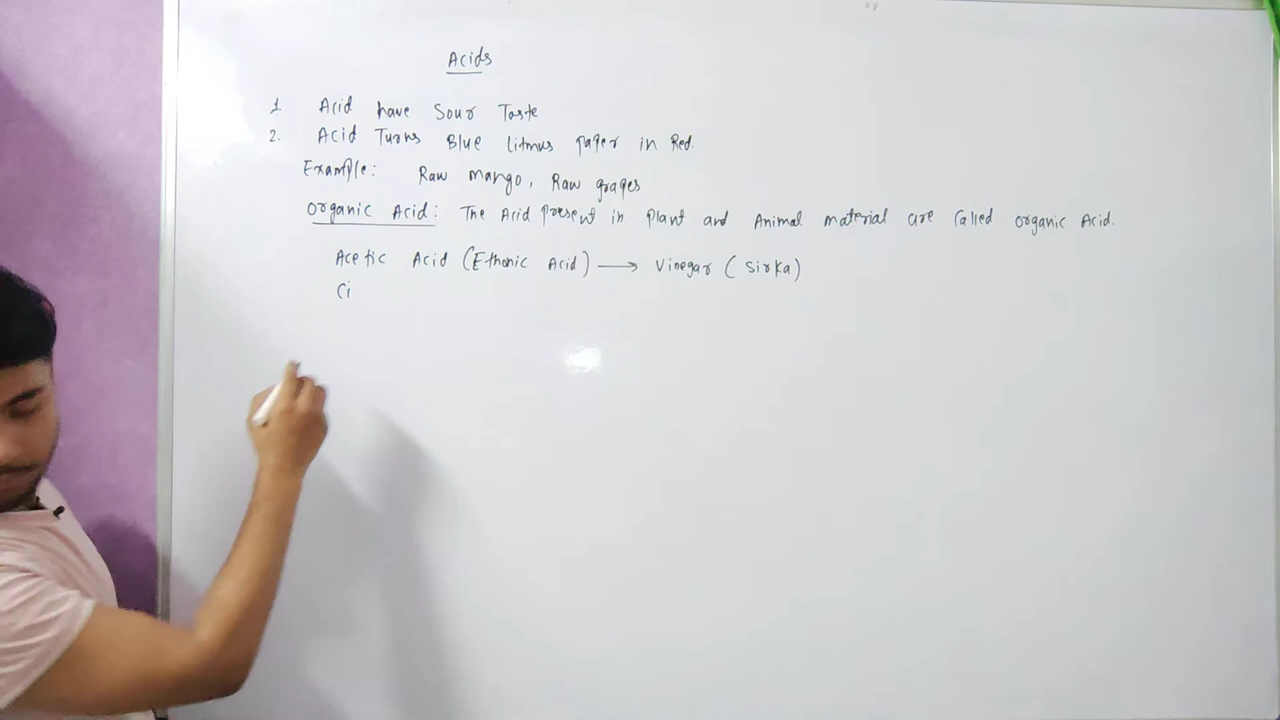 Acids
1. Acid have Sour Taste
2. Acid Turns Blue litmus paper in Red.
Example: Raw mango, Raw grapes
Organic Acid: The Acid present in plant and Animal material are Called Organic Acid.
Acetic Acid (Ethonic Acid) → Vinegar (Sirka)
Ci